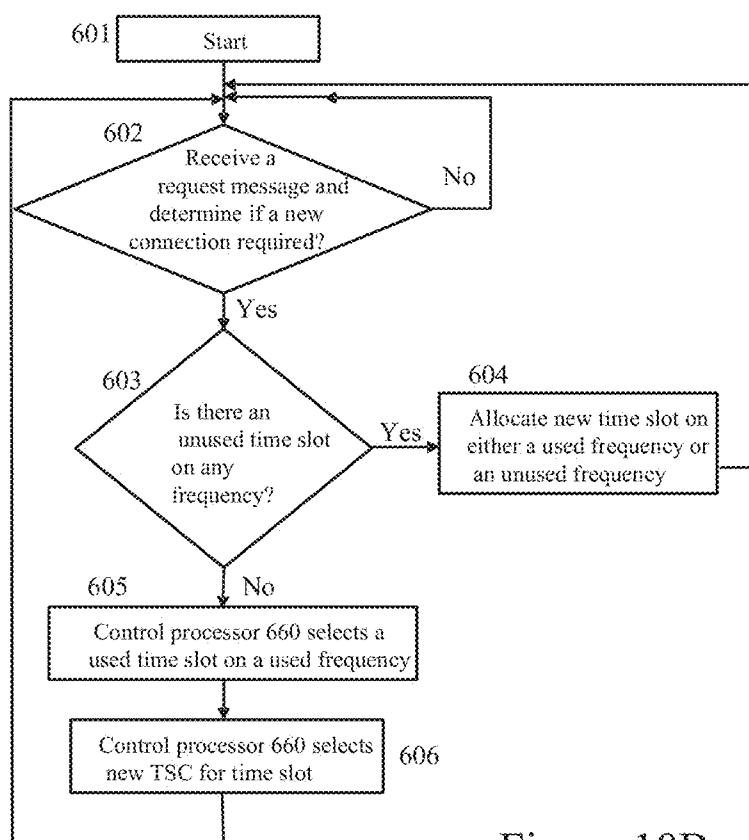 601
Start
602
Receive a
request message and
determine if a new
connection required?
No
Yes
603
Is there an
unused time slot
on any
frequency?
Yes
604
Allocate new time slot on
either a used frequency or
an unused frequency
No
605
Control processor 660 selects a
used time slot on a used frequency
Control processor 660 selects
new TSC for time slot
606